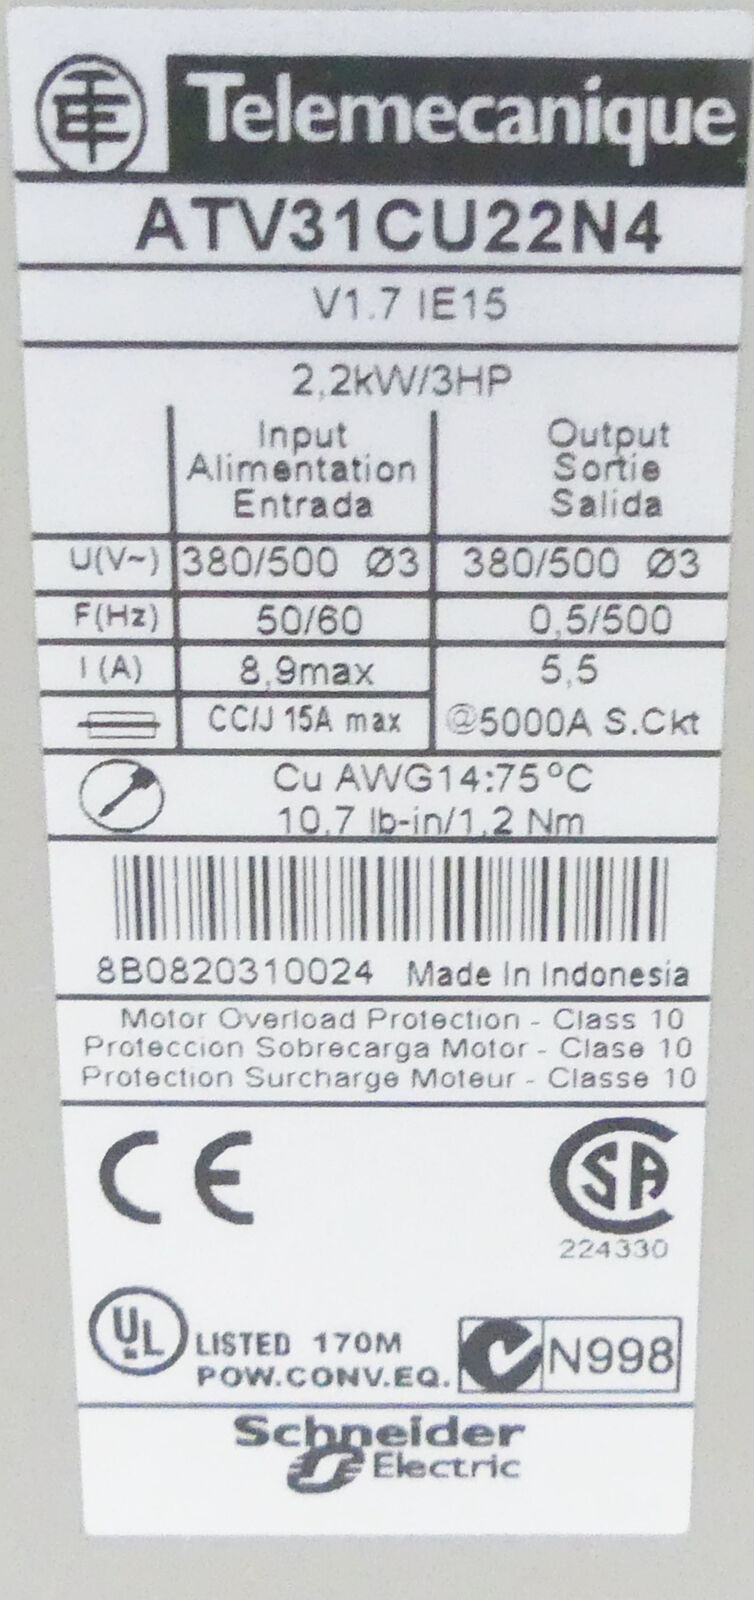 TE
Telemecanique
ATV31CU22N4
V1.7 IE15
2,2kW/3HP
Input Output
Alimentation Sortie
Entrada Salida
U(V~) 380/500 Ø3 380/500 Ø3
F(Hz) 50/60 0,5/500
I (A) 8,9max 5,5
CC/J 15A max @5000A S.Ckt
Cu AWG14:75°C
10.7 lb-in/1,2 Nm
8B0820310024 Made In Indonesia
Motor Overload Protection - Class 10
Proteccion Sobrecarga Motor - Clase 10
Protection Surcharge Moteur - Classe 10
CE SA
224330
UL LISTED 170M
POW.CONV.EQ. N998
Schneider
Electric